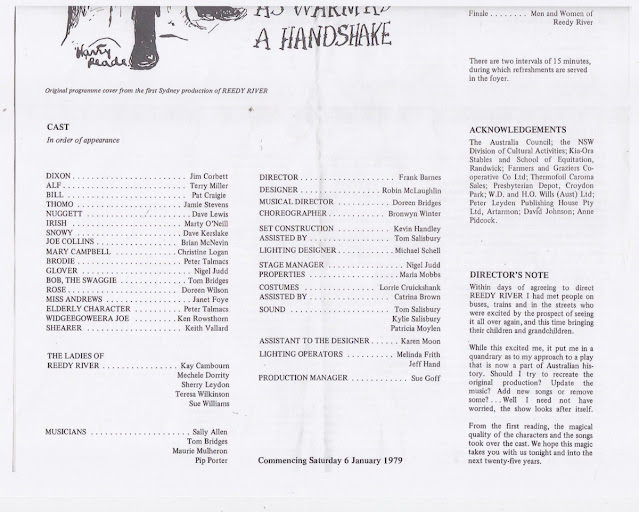 AS WARM AS
A HANDSHAKE
Harry
Reade
Original programme cover from the first Sydney production of REEDY RIVER
CAST
In order of appearance
DIXON . . . . . Jim Corbett
ALF . . . . . Terry Miller
BILL . . . . . Pat Craigie
THOMO . . . . . Jamie Stevens
NUGGETT . . . . . Dave Lewis
IRISH . . . . . Marty O'Neill
SNOWY . . . . . Dave Kerslake
JOE COLLINS . . . . . Brian McNevin
MARY CAMPBELL . . . . . Christine Logan
BRODIE . . . . . Peter Talmacs
GLOVER . . . . . Nigel Judd
BOB, THE SWAGGIE . . . . . Tom Bridges
ROSE . . . . . Doreen Wilson
MISS ANDREWS . . . . . Janet Foye
ELDERLY CHARACTER . . . . . Peter Talmacs
WIDGEEGOWEERA JOE . . . . . Ken Rowsthorn
SHEARER . . . . . Keith Vallard
THE LADIES OF
REEDY RIVER . . . . . Kay Cambourn
Mechele Dorrity
Sherry Leydon
Teresa Wilkinson
Sue Williams
MUSICIANS . . . . . Sally Allen
Tom Bridges
Maurie Mulheron
Pip Porter
DIRECTOR . . . . . Frank Barnes
DESIGNER . . . . . Robin McLaughlin
MUSICAL DIRECTOR . . . . . Doreen Bridges
CHOREOGRAPHER . . . . . Bronwyn Winter
SET CONSTRUCTION . . . . . Kevin Handley
ASSISTED BY . . . . . Tom Salisbury
LIGHTING DESIGNER . . . . . Michael Schell
STAGE MANAGER . . . . . Nigel Judd
PROPERTIES . . . . . Maria Mobbs
COSTUMES . . . . . Lorrie Cruickshank
ASSISTED BY . . . . . Catrina Brown
SOUND . . . . . Tom Salisbury
Kylie Salisbury
Patricia Moylen
ASSISTANT TO THE DESIGNER . . . . . Karen Moon
LIGHTING OPERATORS . . . . . Melinda Frith
Jeff Hand
PRODUCTION MANAGER . . . . . Sue Goff
Commencing Saturday 6 January 1979
Finale . . . . . Men and Women of
Reedy River
There are two intervals of 15 minutes,
during which refreshments are served
in the foyer.
ACKNOWLEDGEMENTS
The Australia Council; the NSW
Division of Cultural Activities; Kia-Ora
Stables and School of Equitation,
Randwick; Farmers and Graziers Co-
operative Co Ltd; Thermofoil Caroma
Sales; Presbyterian Depot, Croydon
Park; W.D. and H.O. Wills (Aust) Ltd;
Peter Leyden Publishing House Pty
Ltd, Artarmon; David Johnson; Anne
Pidcock.
DIRECTOR'S NOTE
Within days of agreeing to direct
REEDY RIVER I had met people on
buses, trains and in the streets who
were excited by the prospect of seeing
it all over again, and this time bringing
their children and grandchildren.
While this excited me, it put me in a
quandrary as to my approach to a play
that is now a part of Australian his-
tory. Should I try to recreate the
original production? Update the
music? Add new songs or remove
some? . . . Well I need not have
worried, the show looks after itself.
From the first reading, the magical
quality of the characters and the songs
took over the cast. We hope this magic
takes you with us tonight and into the
next twenty-five years.